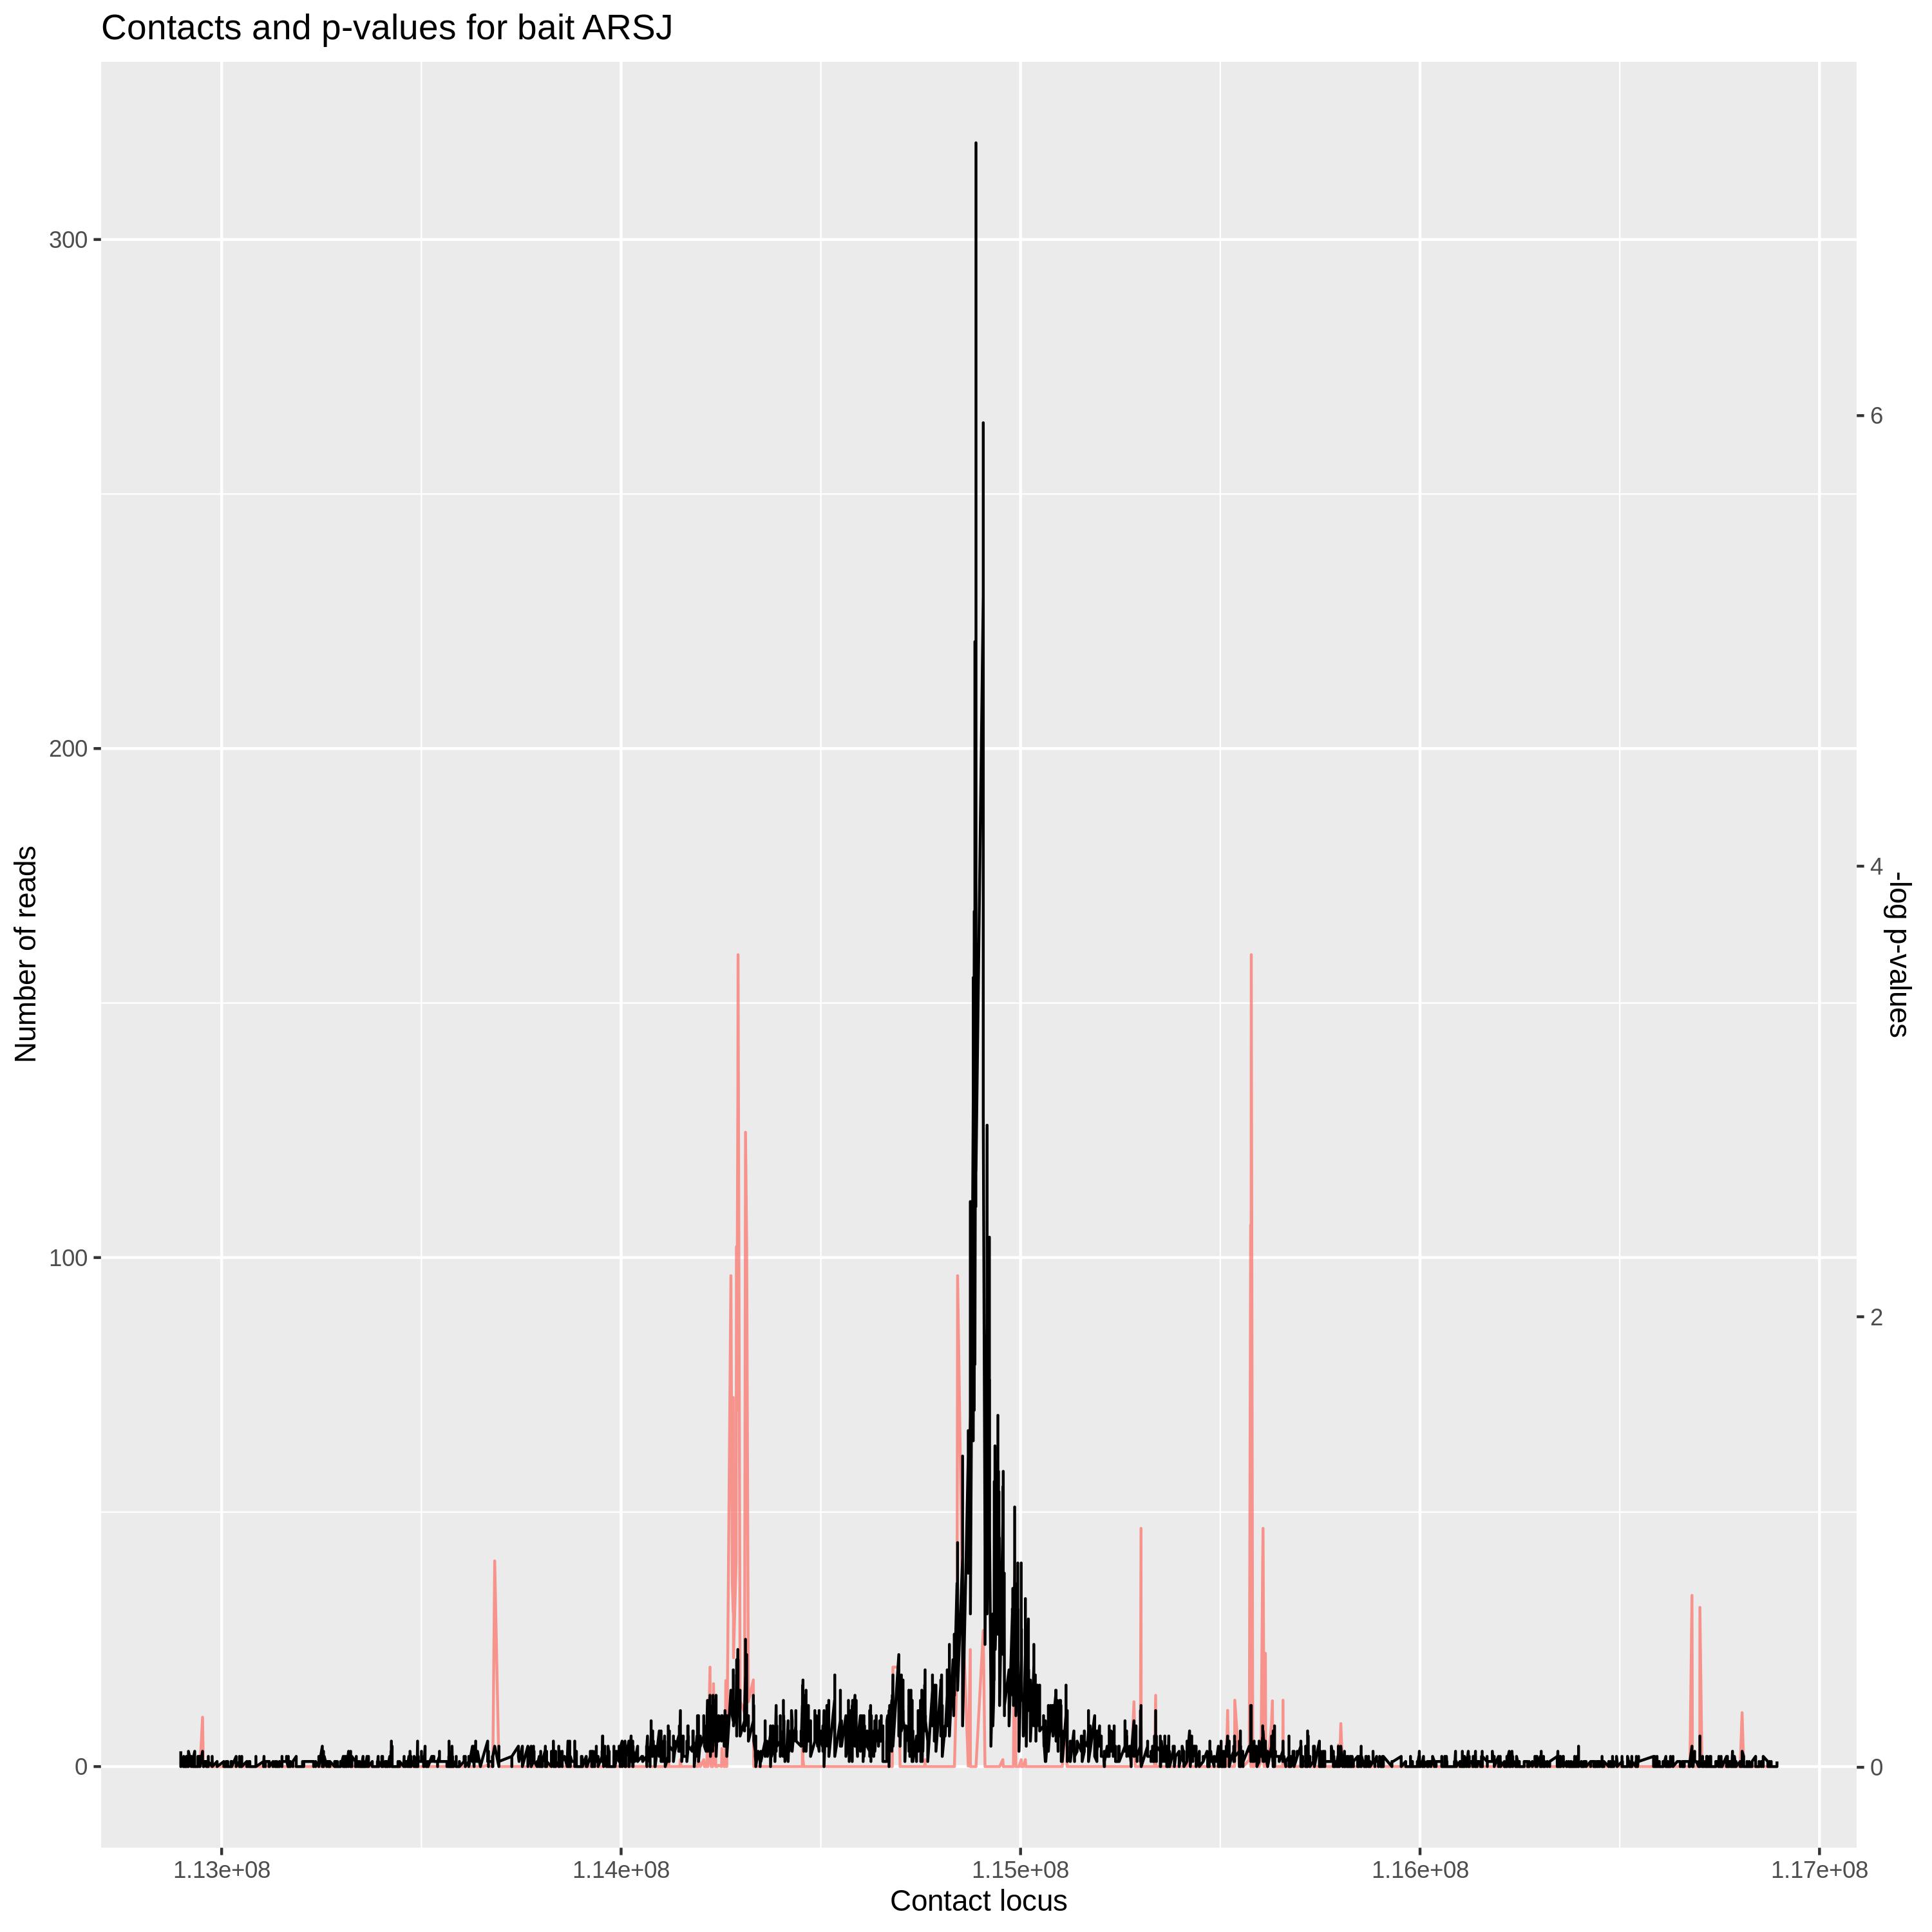 Contacts and p-values for bait ARSJ
300
200
100
0
Number of reads
6
4
2
0
-log p-values
1.13e+08
1.14e+08
1.15e+08
1.16e+08
1.17e+08
Contact locus